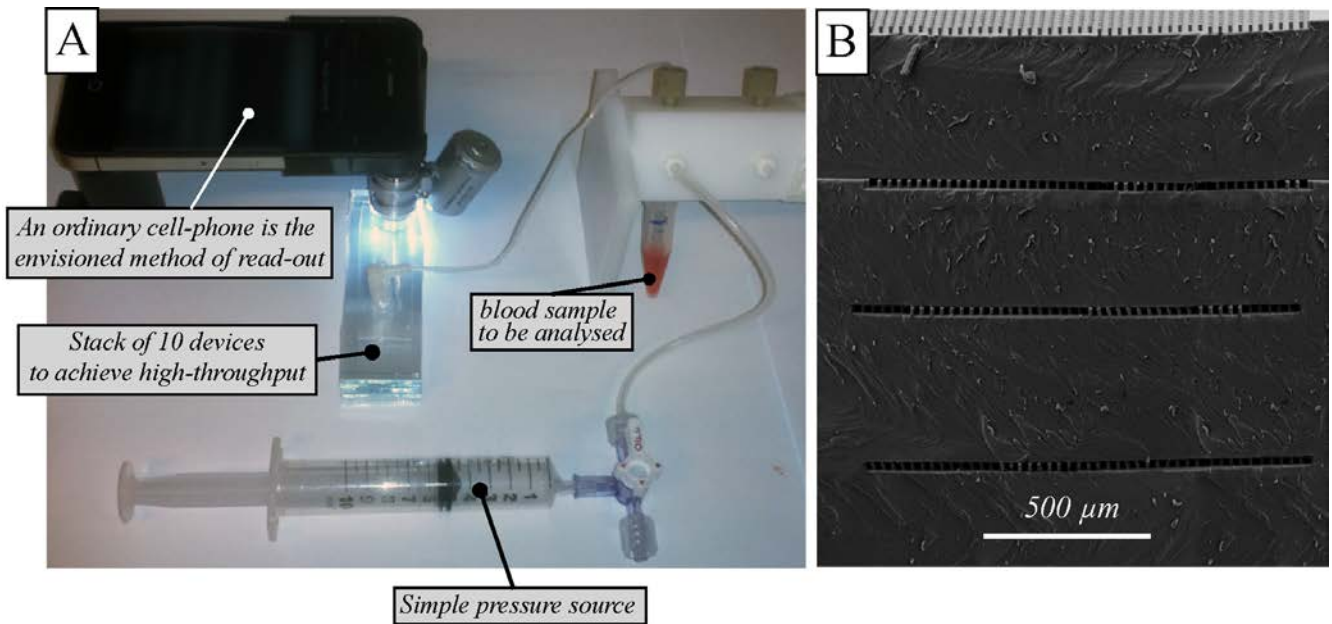 A
B
An ordinary cell-phone is the
envisioned method of read-out
blood sample
to be analysed
Stack of 10 devices
to achieve high-throughput
500 µm
Simple pressure source